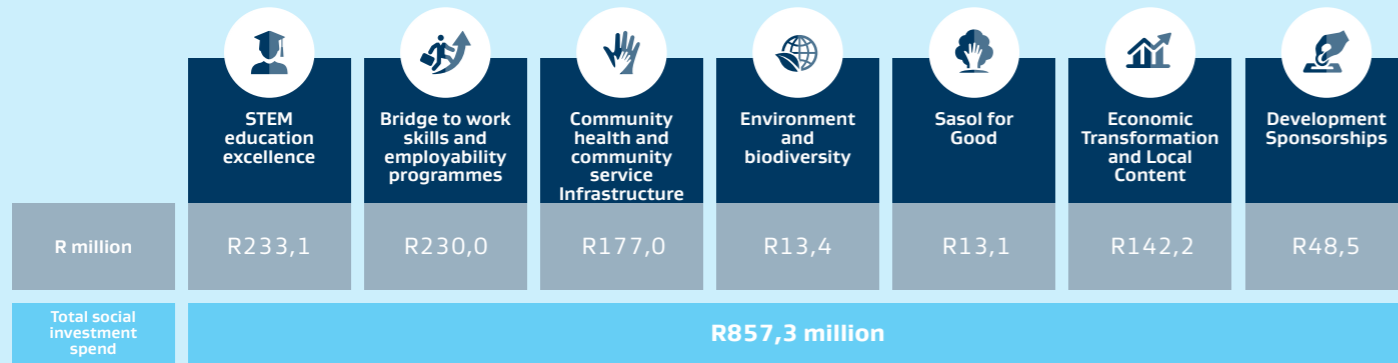 STEM
education
excellence
Bridge to work
skills and
employability
programmes
Community
health and
community
service
Infrastructure
Environment
and
biodiversity
Sasol for
Good
Economic
Transformation
and Local
Content
Development
Sponsorships
R million
R233,1
R230,0
R177,0
R13,4
R13,1
R142,2
R48,5
Total social
investment
spend
R857,3 million